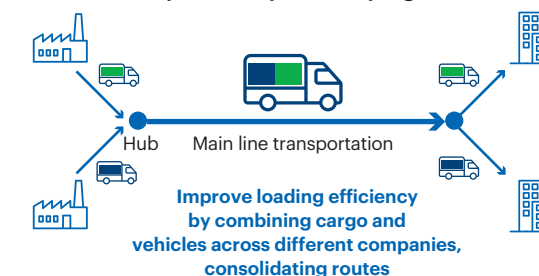 Hub
Main line transportation
Improve loading efficiency
by combining cargo and
vehicles across different companies,
consolidating routes